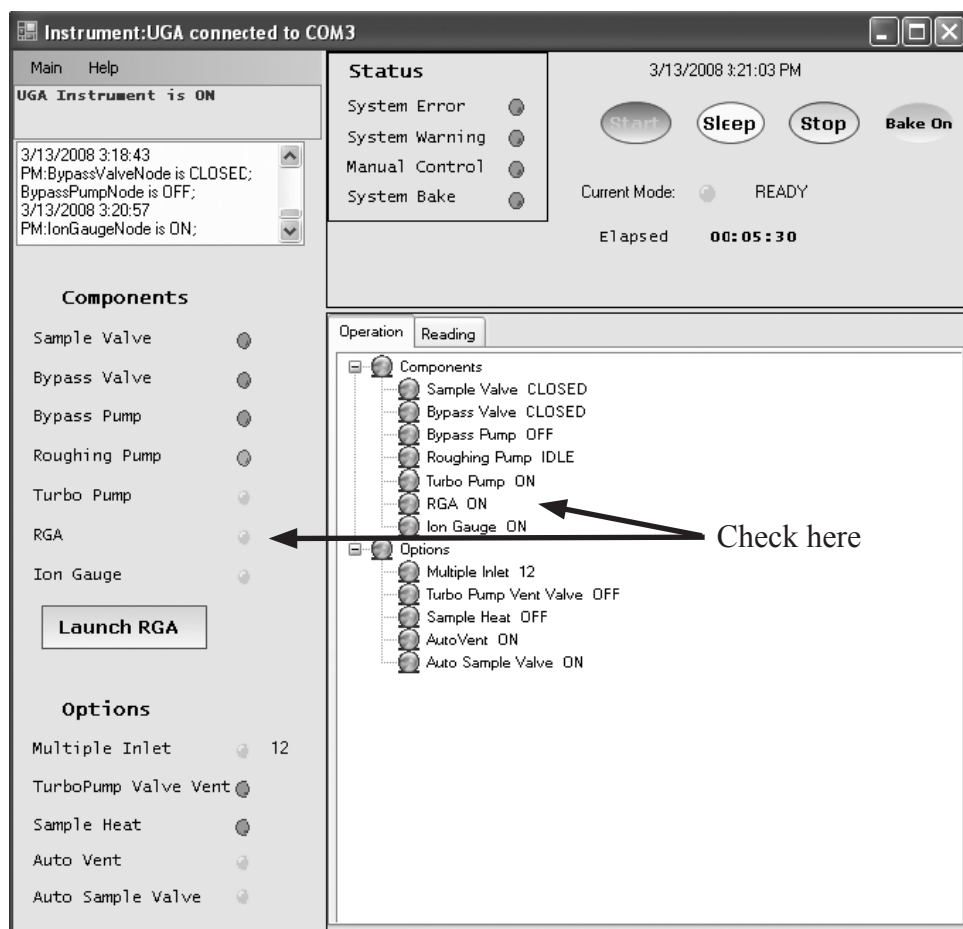 Instrument:UGA connected to COM3
Main Help
UGA Instrument is ON
3/13/2008 3:18:43
PM:BypassValveNode is CLOSED;
BypassPumpNode is OFF;
3/13/2008 3:20:57
PM:IonGaugeNode is ON;
Components
Sample Valve
Bypass Valve
Bypass Pump
Roughing Pump
Turbo Pump
RGA
Ion Gauge
Launch RGA
Options
Multiple Inlet 12
TurboPump Valve Vent
Sample Heat
Auto Vent
Auto Sample Valve
Status
System Error
System Warning
Manual Control
System Bake
3/13/2008 3:21:03 PM
Start Sleep Stop Bake On
Current Mode: READY
Elapsed 00:05:30
Operation Reading
Components
Sample Valve CLOSED
Bypass Valve CLOSED
Bypass Pump OFF
Roughing Pump IDLE
Turbo Pump ON
RGA ON
Ion Gauge ON
Options
Multiple Inlet 12
Turbo Pump Vent Valve OFF
Sample Heat OFF
AutoVent ON
Auto Sample Valve ON
Check here